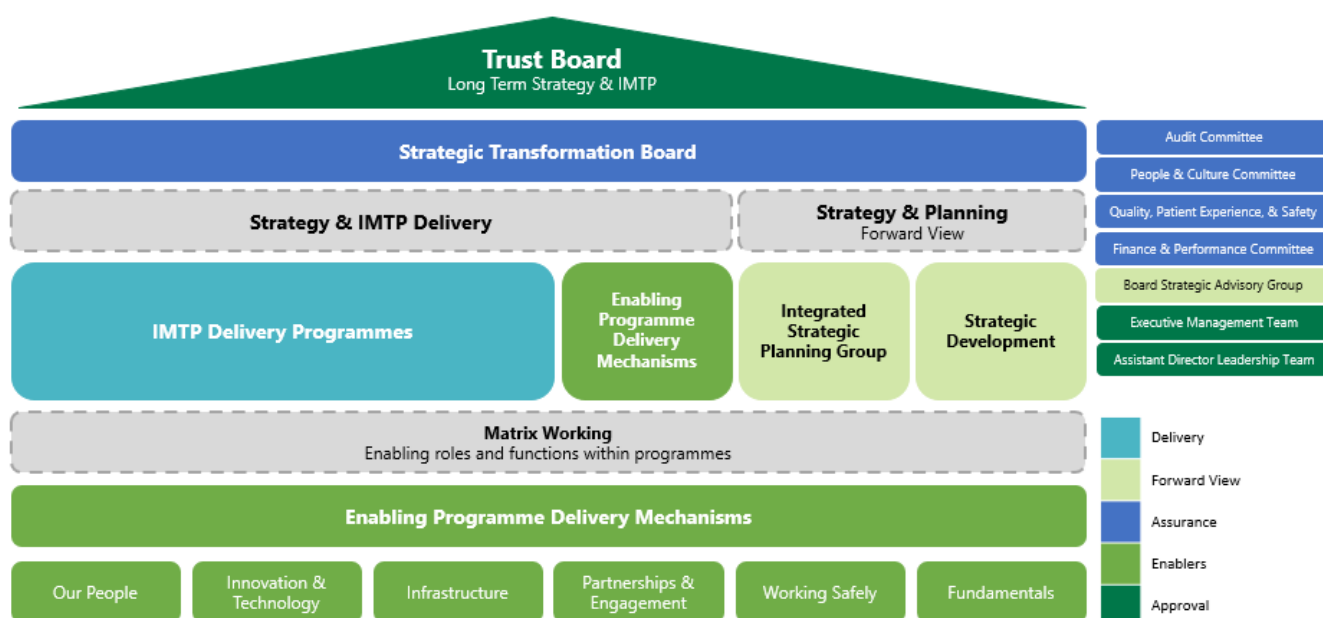 Trust Board
Long Term Strategy & IMTP
Strategic Transformation Board
Strategy & IMTP Delivery
Strategy & Planning
Forward View
IMTP Delivery Programmes
Enabling
Programme
Delivery
Mechanisms
Integrated
Strategic
Planning Group
Strategic
Development
Matrix Working
Enabling roles and functions within programmes
Enabling Programme Delivery Mechanisms
Our People
Innovation &
Technology
Infrastructure
Partnerships &
Engagement
Working Safely
Fundamentals
Audit Committee
People & Culture Committee
Quality, Patient Experience, & Safety
Finance & Performance Committee
Board Strategic Advisory Group
Executive Management Team
Assistant Director Leadership Team
Delivery
Forward View
Assurance
Enablers
Approval